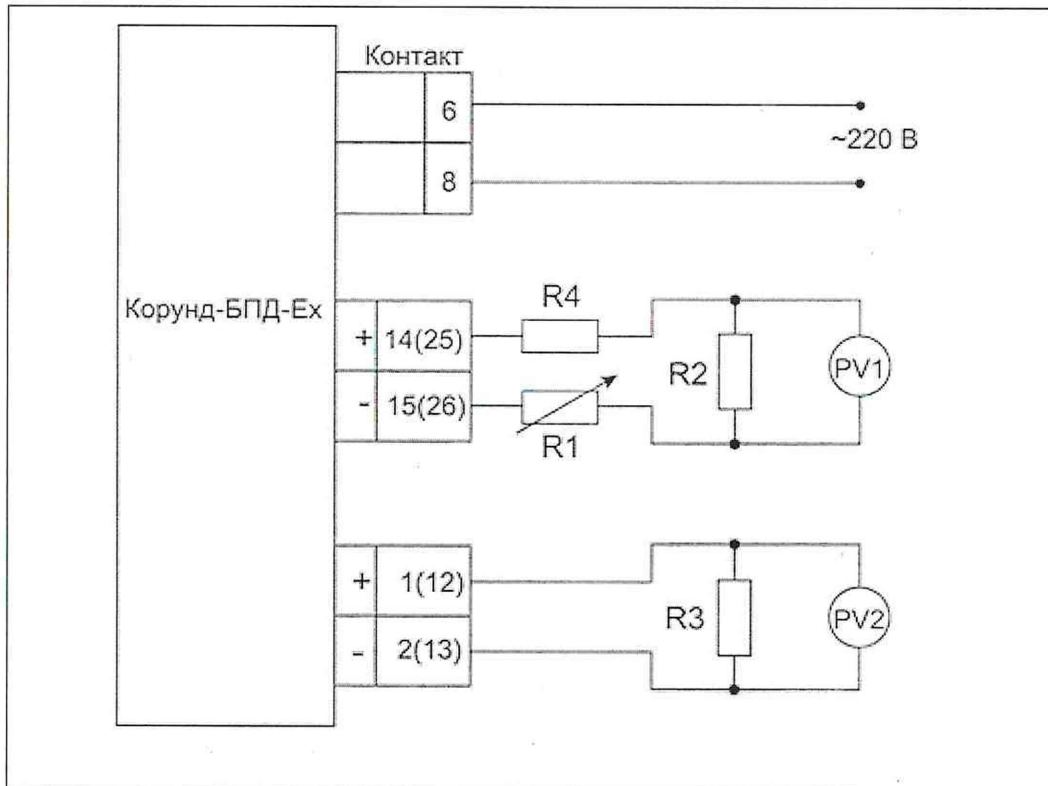 Контакт
6
~220 В
8
Корунд-БПД-Ех
+ 14(25)
R4
R2
PV1
- 15(26)
R1
+ 1(12)
R3
PV2
- 2(13)